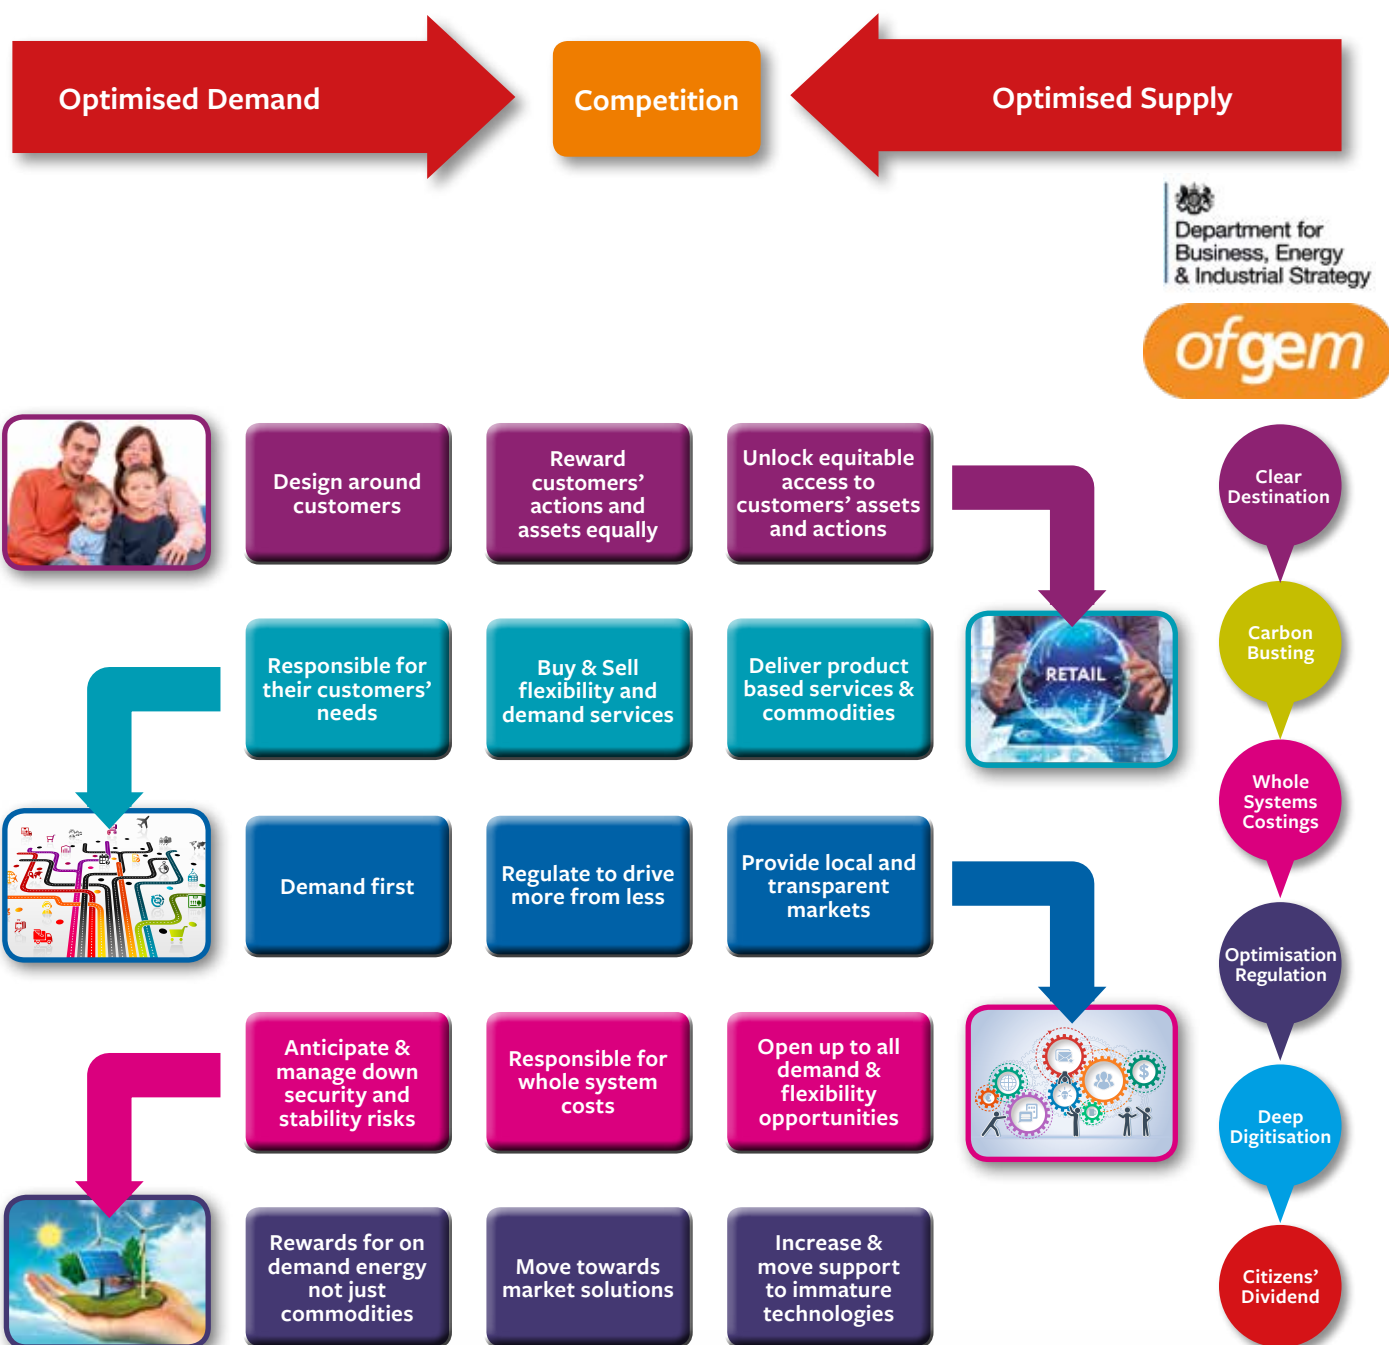 Optimised Demand
Competition
Optimised Supply
Department for
Business, Energy
& Industrial Strategy
ofgem
Design around
customers
Reward
customers'
actions and
assets equally
Unlock equitable
access to
customers' assets
and actions
Clear
Destination
Responsible for
their customers'
needs
Buy & Sell
flexibility and
demand services
Deliver product
based services &
commodities
RETAIL
Carbon
Busting
Whole
Systems
Costings
Demand first
Regulate to drive
more from less
Provide local and
transparent
markets
Optimisation
Regulation
Anticipate &
manage down
security and
stability risks
Responsible for
whole system
costs
Open up to all
demand &
flexibility
opportunities
$
Deep
Digitisation
Rewards for on
demand energy
not just
commodities
Move towards
market solutions
Increase &
move support
to immature
technologies
Citizens'
Dividend